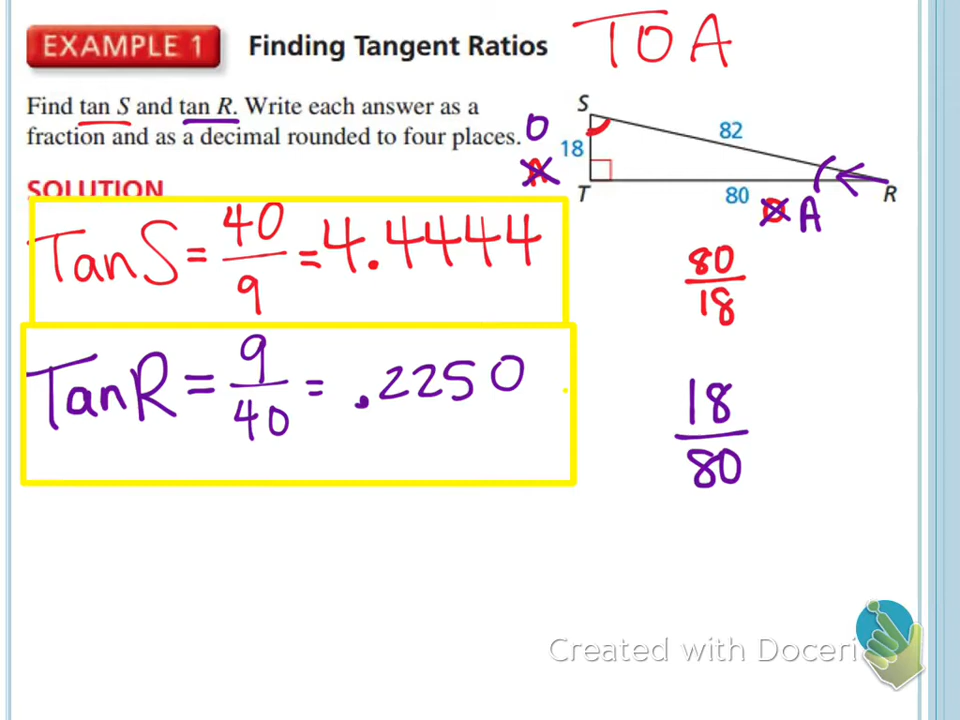 EXAMPLE 1 Finding Tangent Ratios
TOA
Find tan S and tan R. Write each answer as a
fraction and as a decimal rounded to four places.
S
O
18
A
T
82
80
O A
R
SOLUTION
Tan S = 40/9 = 4.4444
80/18
Tan R = 9/40 = .2250
18/80
Created with Doceri